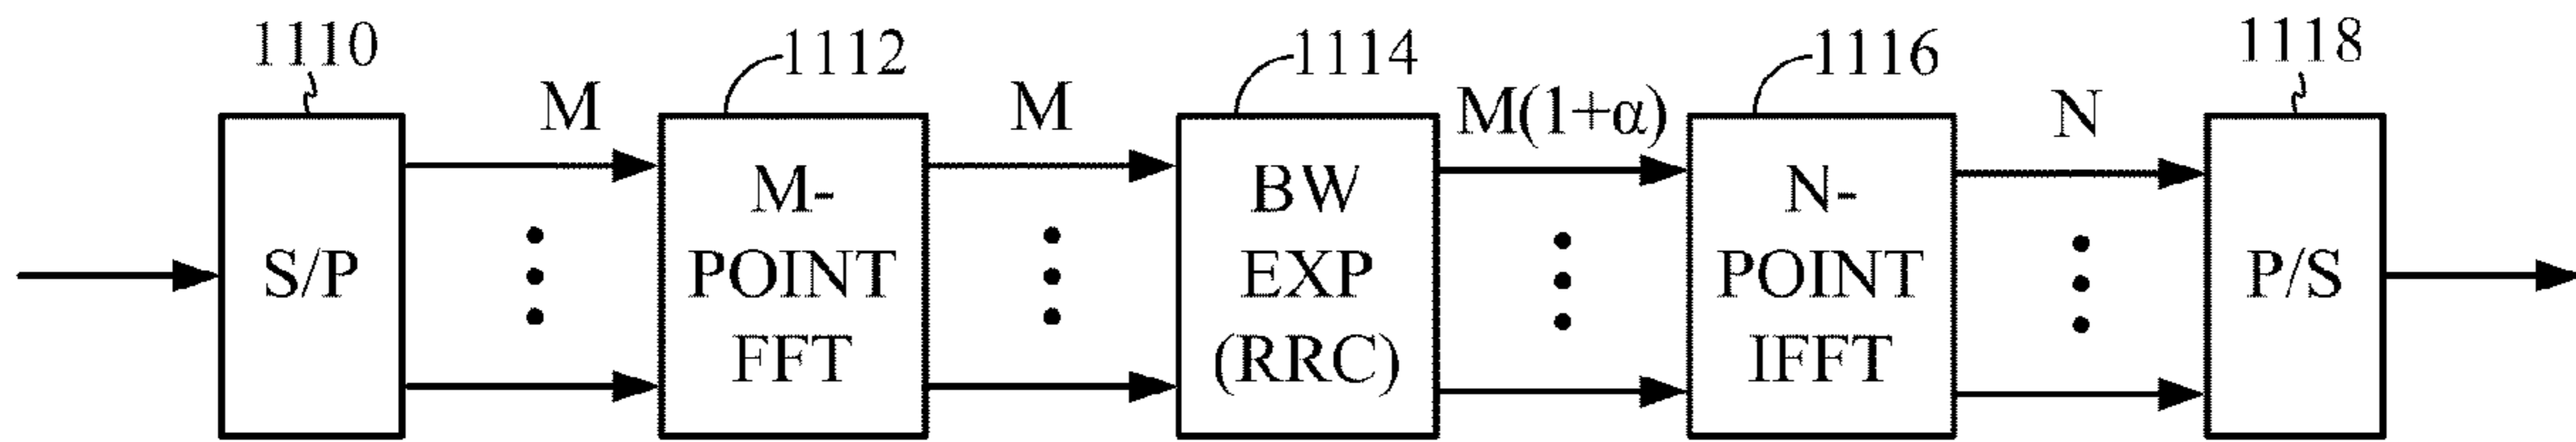 1110
1112
1114
1116
1118
M
M
M(1+α)
N
S/P
M-
POINT
FFT
BW
EXP
(RRC)
N-
POINT
IFFT
P/S